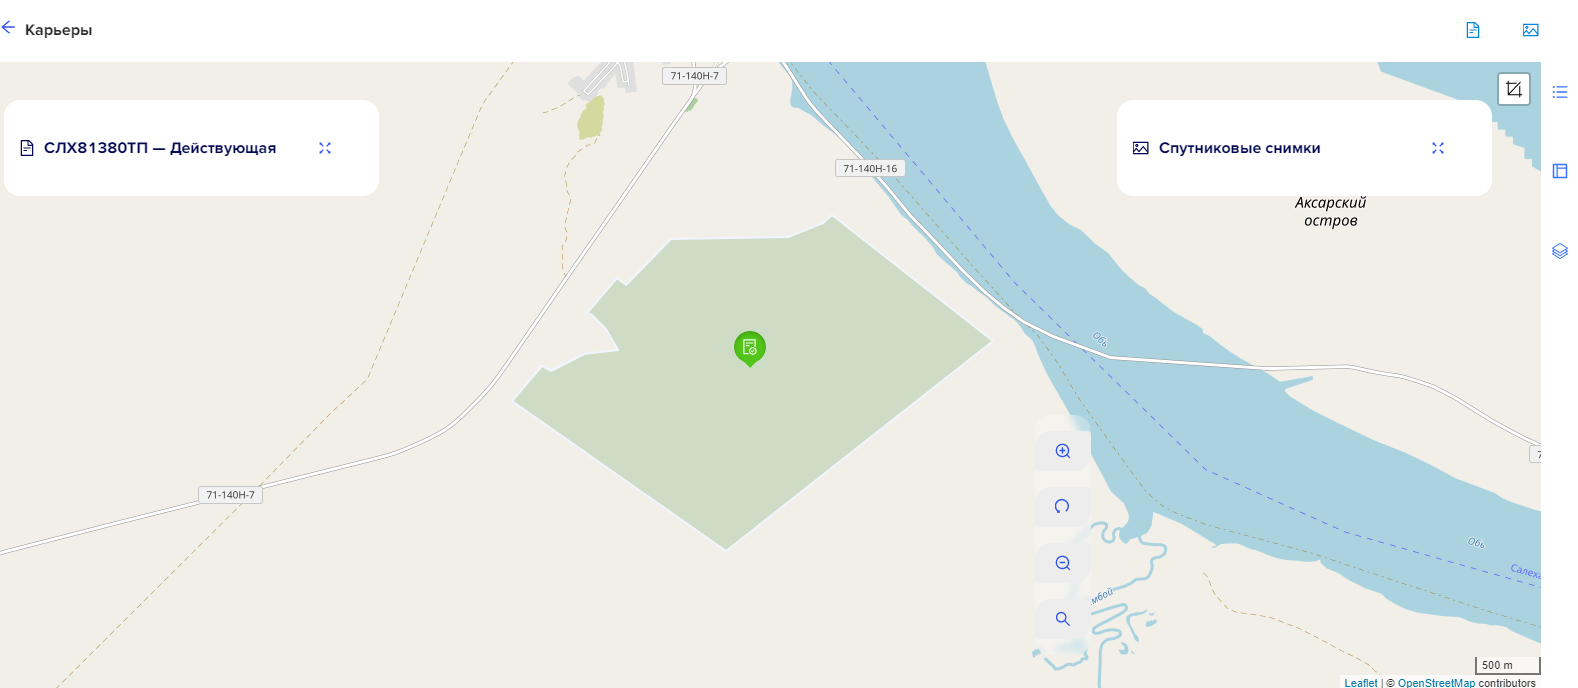 Карьеры
71-140Н-7
СЛХ81380ТП — Действующая
Спутниковые снимки
71-140Н-16
Аксарский
остров
Обь
71-140Н-7
Обь
500 m
Leaflet | © OpenStreetMap contributors